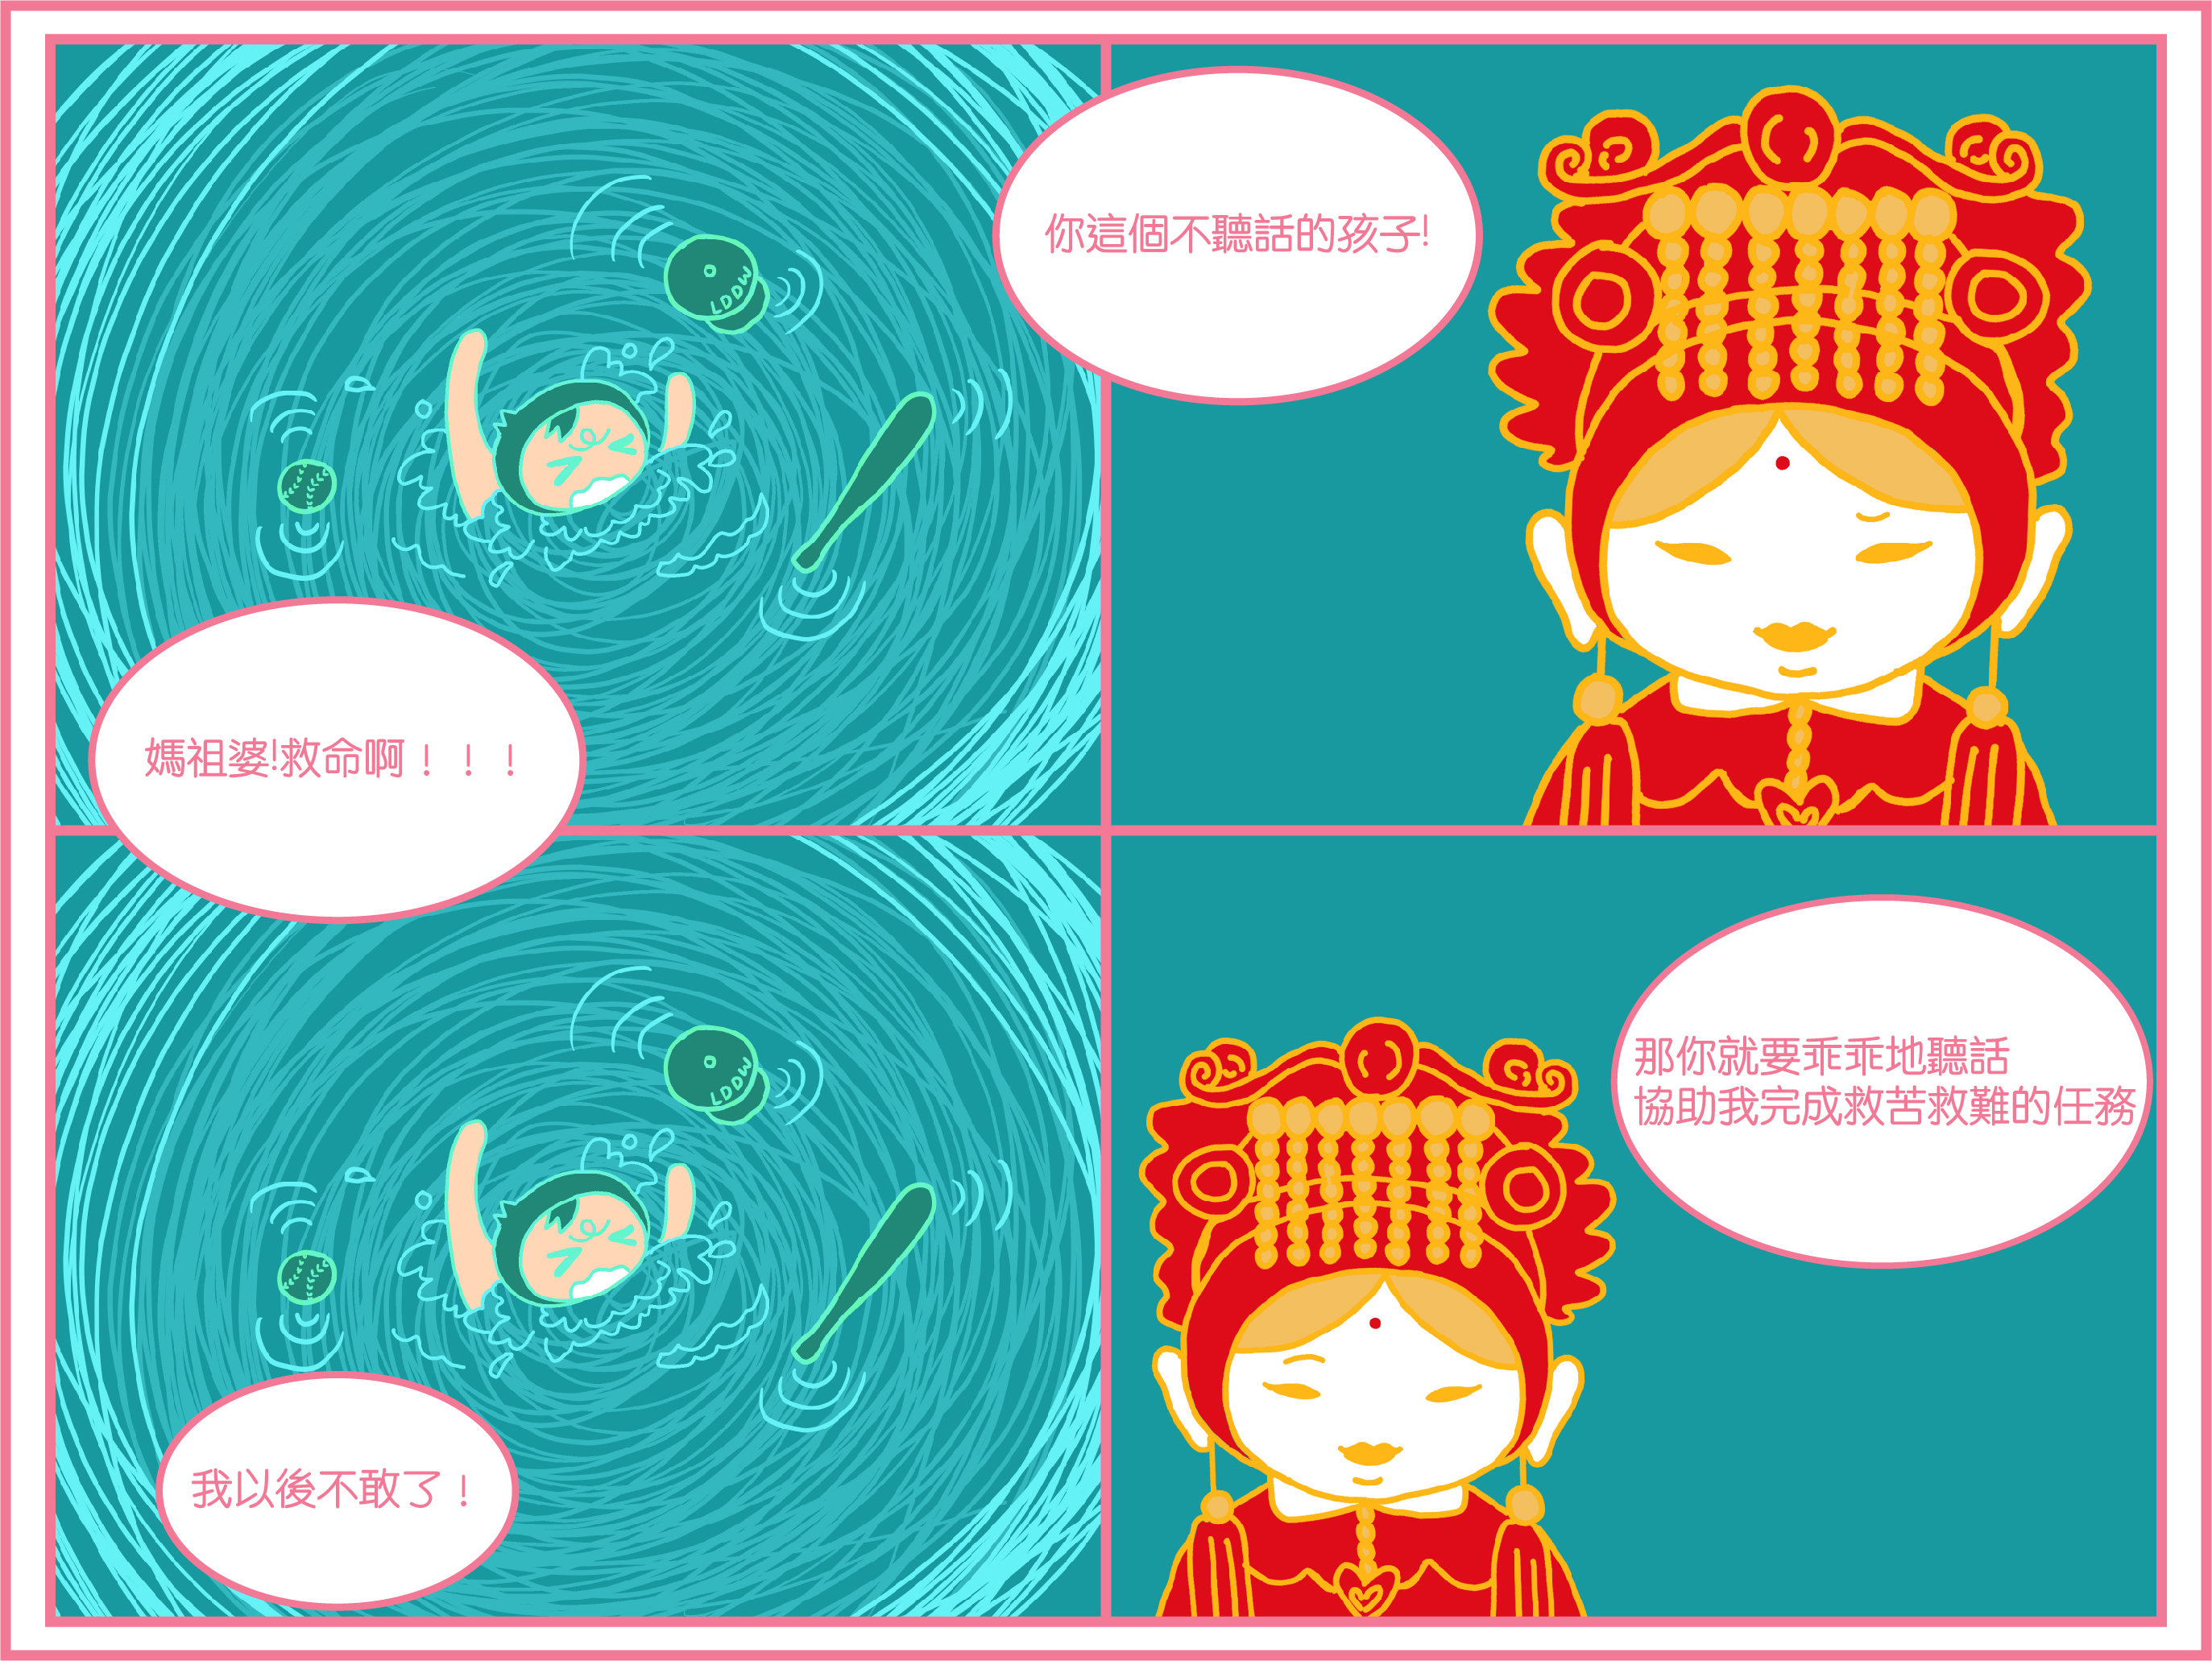 媽祖婆!救命啊！！！
你這個不聽話的孩子!
我以後不敢了！
那你就要乖乖地聽話
協助我完成救苦救難的任務
LDDW
LDDW